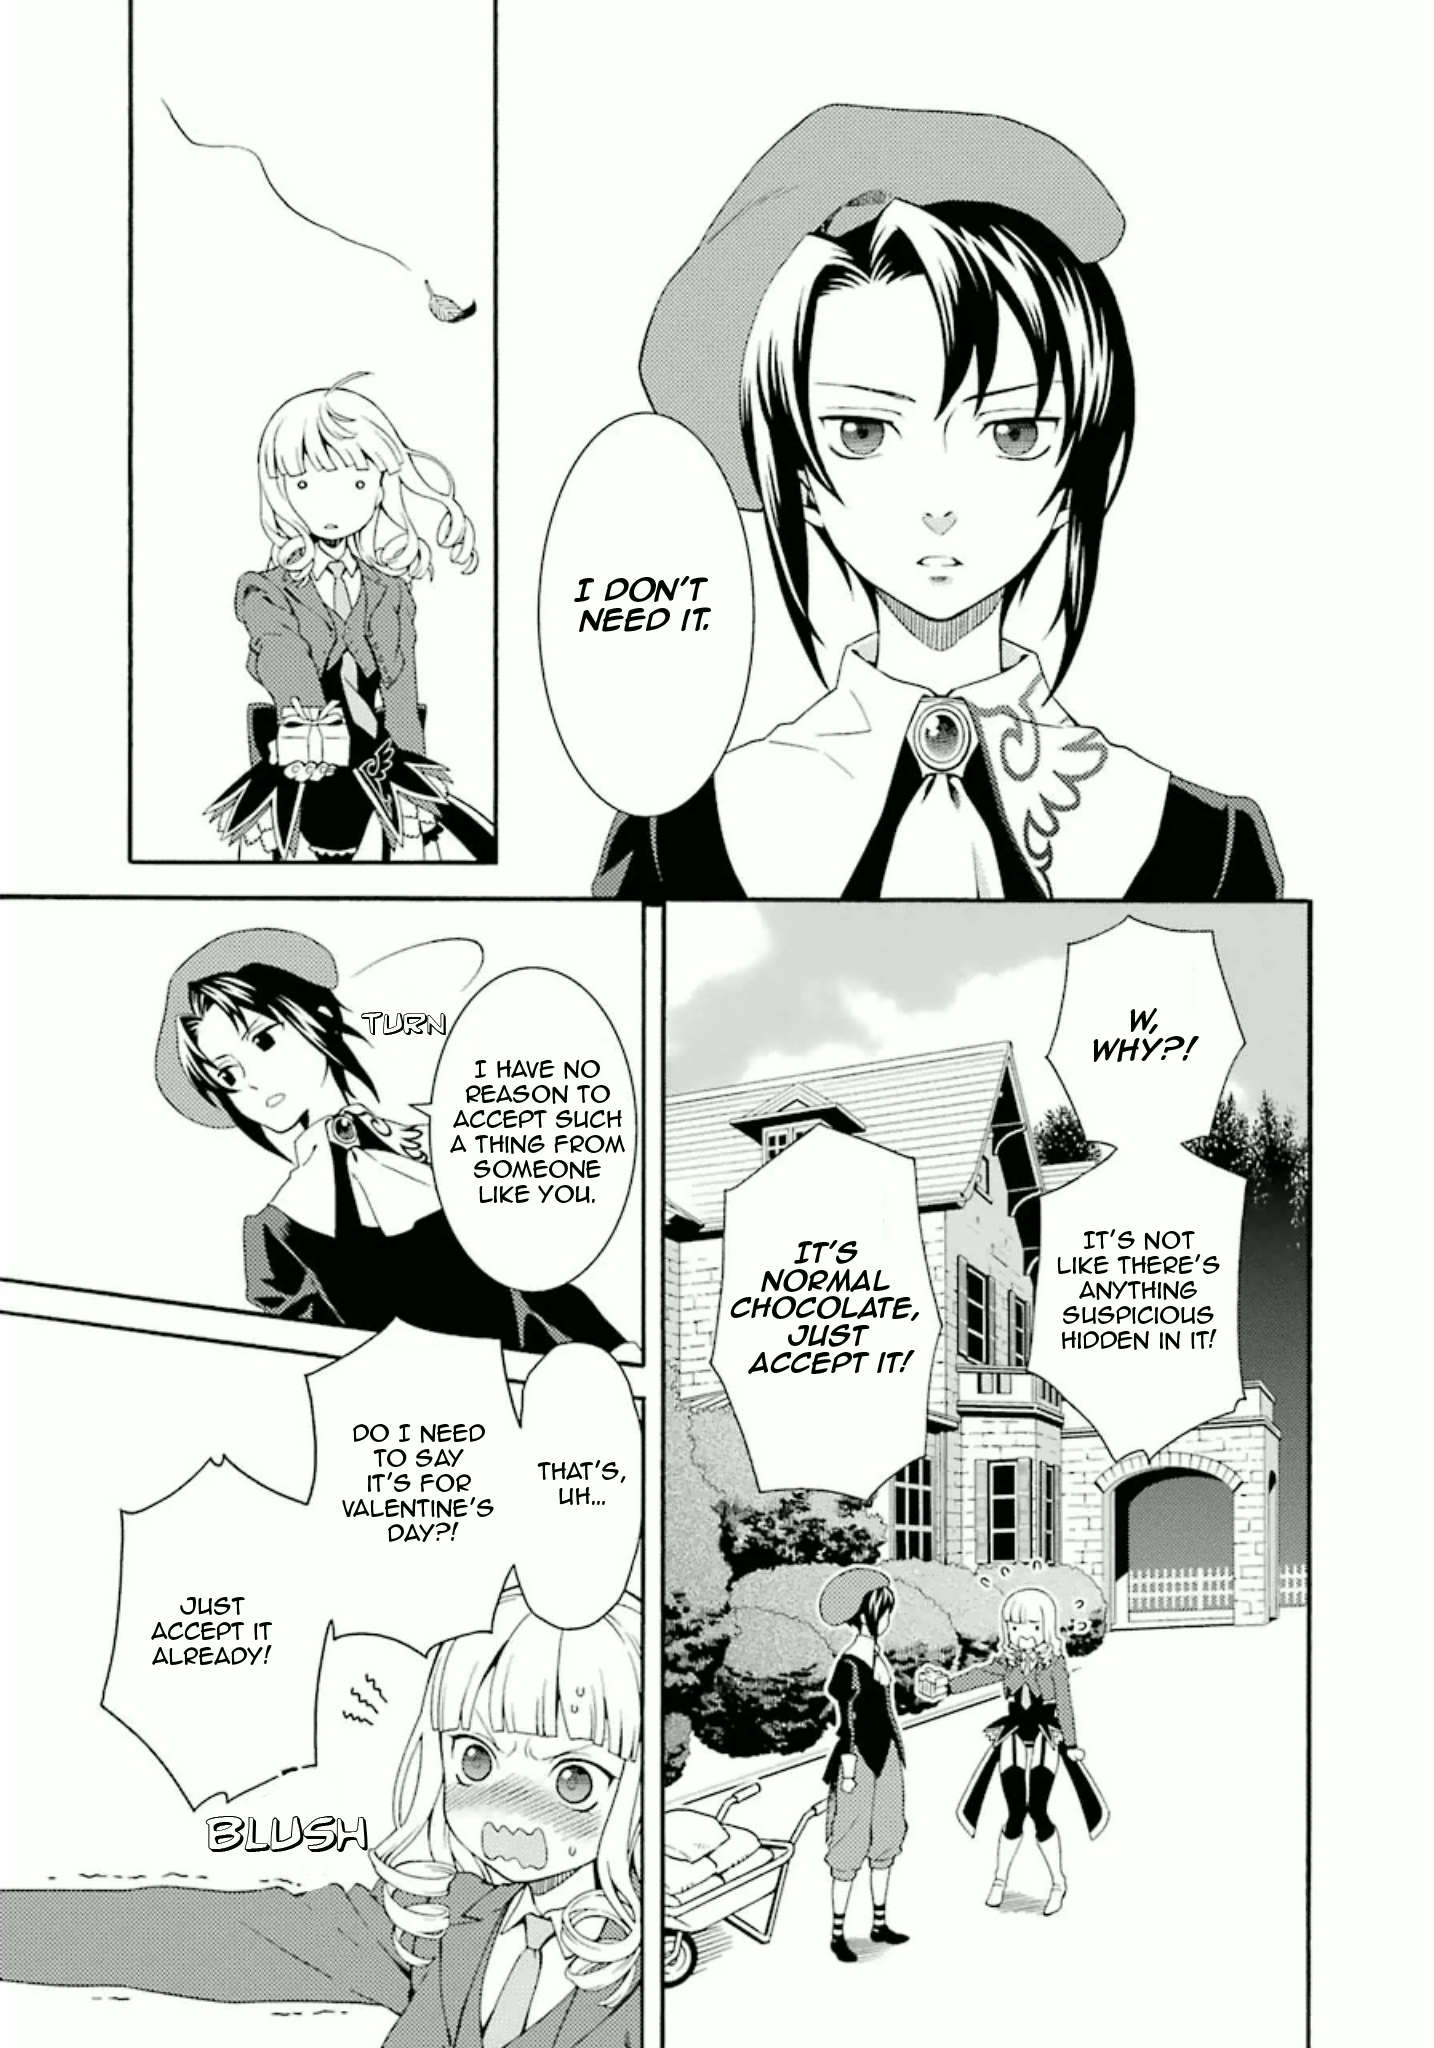 I DON'T
NEED IT.
W,
WHY?!
IT'S NOT
LIKE THERE'S
ANYTHING
SUSPICIOUS
HIDDEN IN IT!
IT'S
NORMAL
CHOCOLATE,
JUST
ACCEPT IT!
TURN
I HAVE NO
REASON TO
ACCEPT SUCH
A THING FROM
SOMEONE
LIKE YOU.
THAT'S,
UH...
DO I NEED
TO SAY
IT'S FOR
VALENTINE'S
DAY?!
JUST
ACCEPT IT
ALREADY!
BLUSH